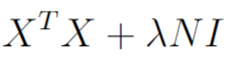 X^T X + λNI